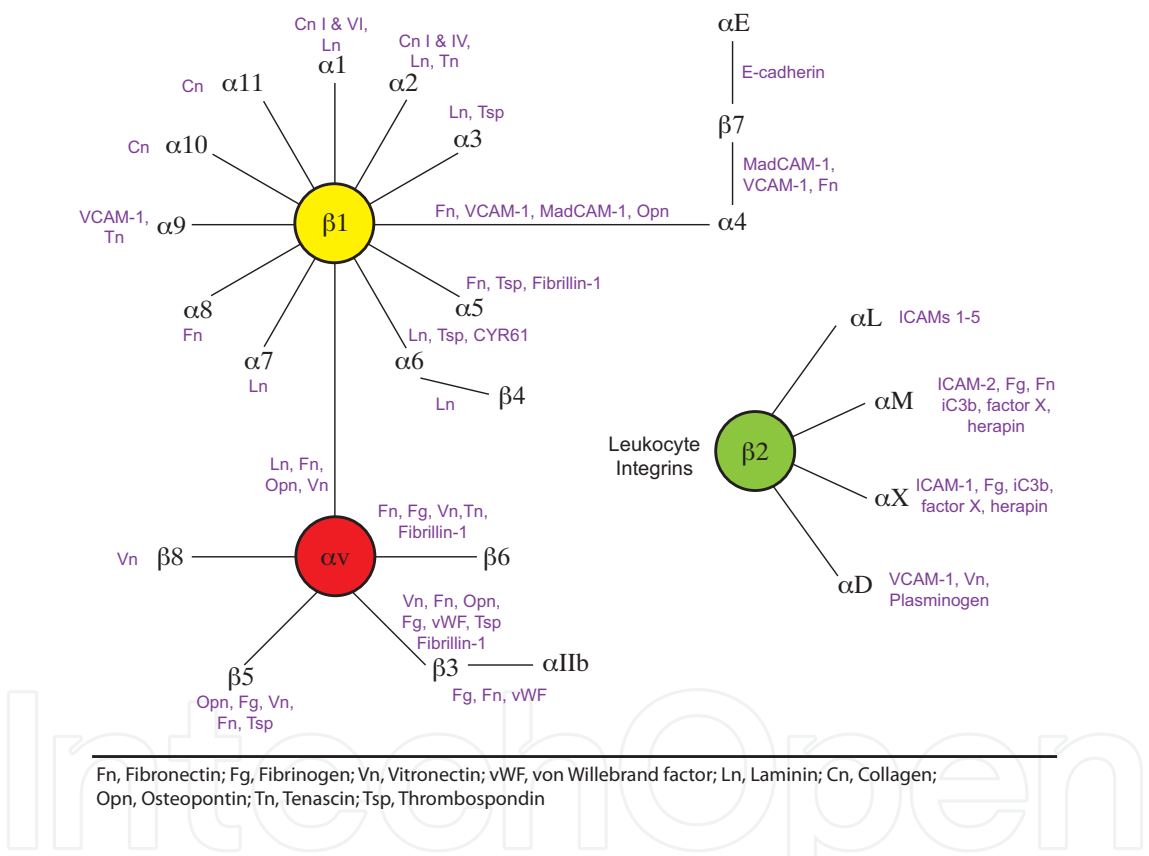 Cn I & VI,
Ln
α1
Cn I & IV,
Ln, Tn
α2
Cn α11
Ln, Tsp
α3
Cn α10
αE
E-cadherin
β7
MadCAM-1,
VCAM-1, Fn
α4
Fn, VCAM-1, MadCAM-1, Opn
β1
VCAM-1,
Tn
α9
α8
Fn
α7
Ln
Fn, Tsp, Fibrillin-1
α5
Ln, Tsp, CYR61
α6
Ln
β4
Leukocyte
Integrins
β2
αL ICAMs 1-5
αM
ICAM-2, Fg, Fn
iC3b, factor X,
herapin
αX
ICAM-1, Fg, iC3b,
factor X, herapin
αD
VCAM-1, Vn,
Plasminogen
Ln, Fn,
Opn, Vn
αv
Vn β8
Fn, Fg, Vn,Tn,
Fibrillin-1
β6
Vn, Fn, Opn,
Fg, vWF, Tsp
Fibrillin-1
β3
αIIb
Fg, Fn, vWF
β5
Opn, Fg, Vn,
Fn, Tsp
Fn, Fibronectin; Fg, Fibrinogen; Vn, Vitronectin; vWF, von Willebrand factor; Ln, Laminin; Cn, Collagen;
Opn, Osteopontin; Tn, Tenascin; Tsp, Thrombospondin
IntechOpen